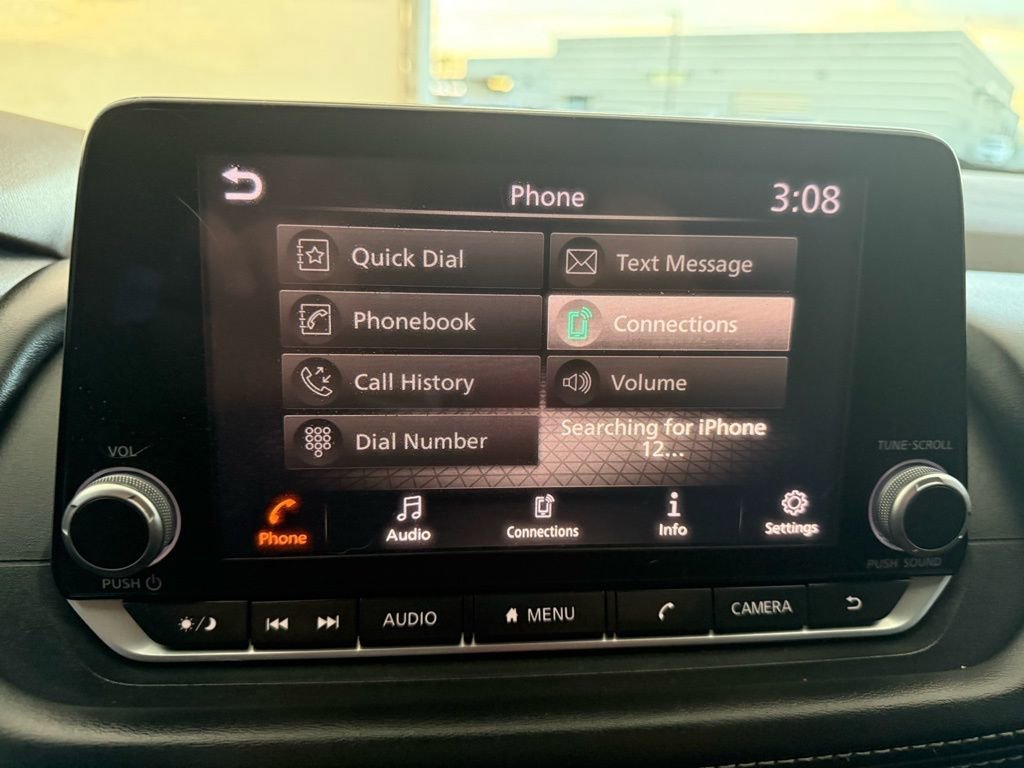 Phone
3:08
Quick Dial
Text Message
Phonebook
Connections
Call History
Volume
Dial Number
Searching for iPhone
12...
VOL
TUNE·SCROLL
Phone
Audio
Connections
Info
Settings
PUSH
PUSH SOUND
AUDIO
MENU
CAMERA